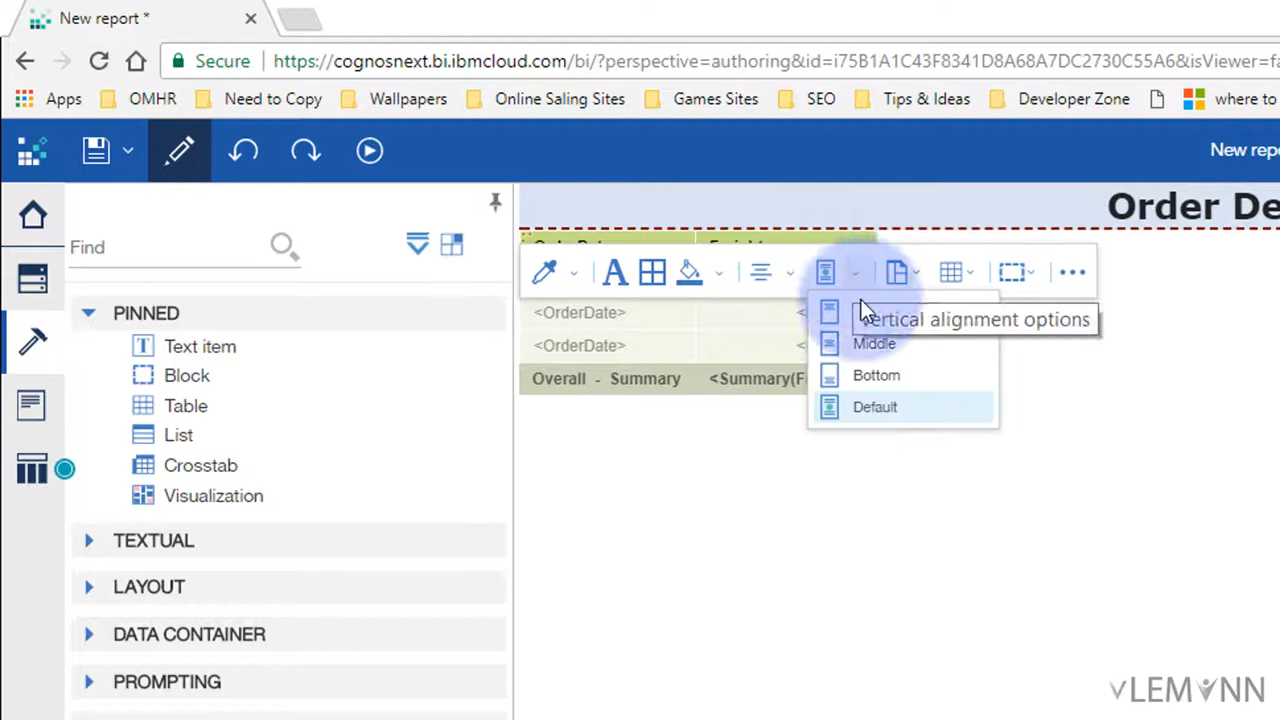 New report *
Secure
https://cognosnext.bi.ibmcloud.com/bi/?perspective=authoring&id=i75B1A1C43F8341D8A68A7DC2730C55A6&isViewer=fa
Apps
OMHR
Need to Copy
Wallpapers
Online Saling Sites
Games Sites
SEO
Tips & Ideas
Developer Zone
where to
New repo
Order De
Find
PINNED
Text item
Block
Table
List
Crosstab
Visualization
TEXTUAL
LAYOUT
DATA CONTAINER
PROMPTING
<OrderDate>
<OrderDate>
Overall - Summary
<Summary(F
ertical alignment options
Middle
Bottom
Default
vLEMYNN